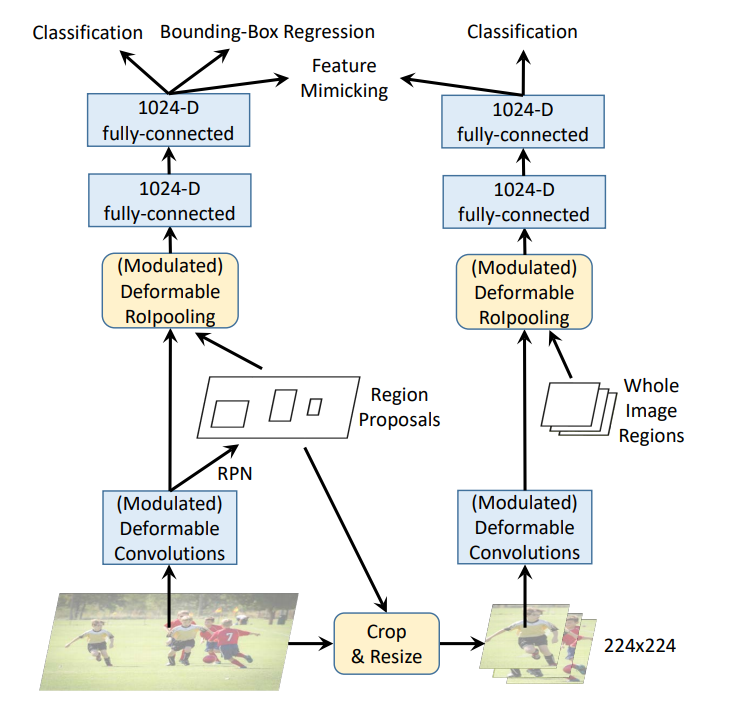 Classification
Bounding-Box Regression
Classification
Feature
Mimicking
1024-D
fully-connected
1024-D
fully-connected
1024-D
fully-connected
1024-D
fully-connected
(Modulated)
Deformable
RoIpooling
(Modulated)
Deformable
RoIpooling
Region
Proposals
Whole
Image
Regions
RPN
(Modulated)
Deformable
Convolutions
(Modulated)
Deformable
Convolutions
7
Crop
& Resize
224x224